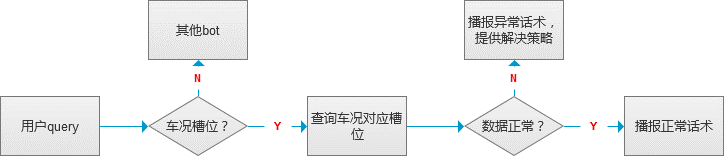 其他bot
播报异常话术，
提供解决策略
N
N
用户query
车况槽位？
Y
查询车况对应槽
位
数据正常？
Y
播报正常话术